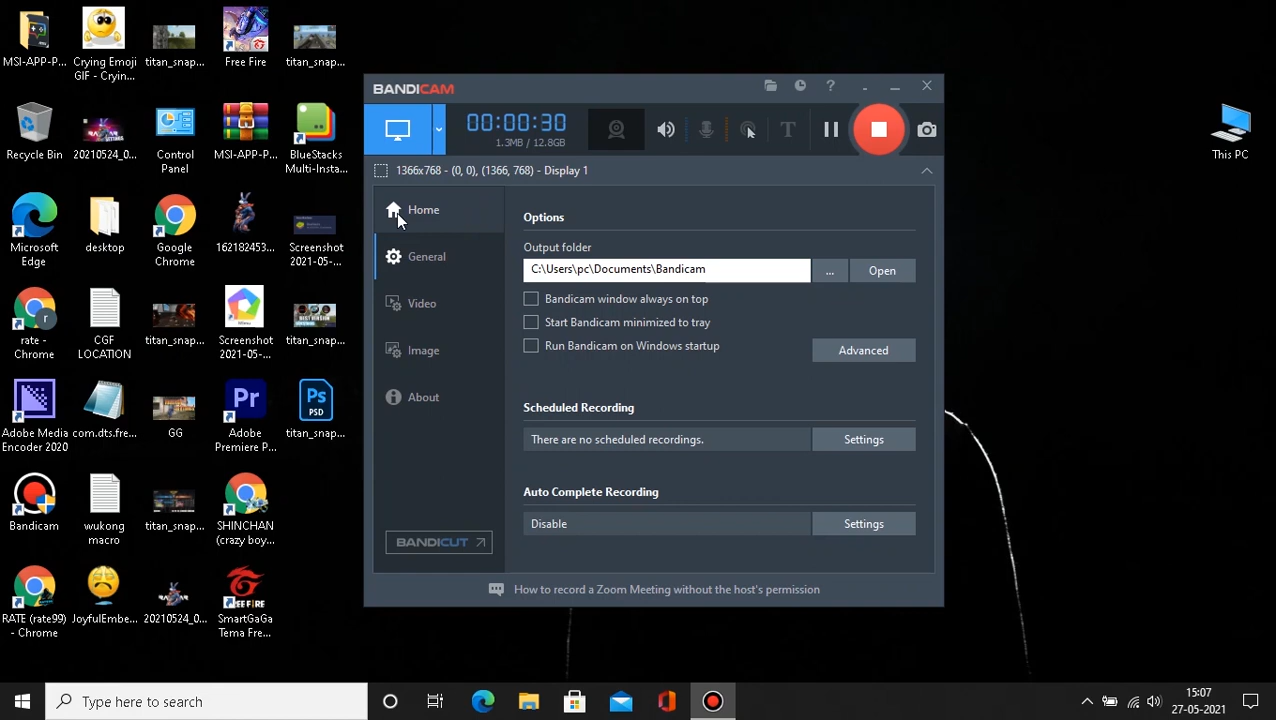 MSI-APP-P...
Crying Emoji
GIF - Cryin...
titan_snap...
Free Fire
titan_snap...
Recycle Bin
20210524_0...
Control
Panel
MSI-APP-P...
BlueStacks
Multi-Insta...
Microsoft
Edge
desktop
Google
Chrome
162182453...
Screenshot
2021-05-...
rate -
Chrome
CGF
LOCATION
titan_snap...
Screenshot
2021-05-...
titan_snap...
Adobe Media
Encoder 2020
com.dts.fre...
GG
Adobe
Premiere P...
titan_snap...
Bandicam
wukong
macro
titan_snap...
SHINCHAN
(crazy boy...
RATE (rate99)
- Chrome
JoyfulEmbe...
20210524_0...
SmartGaGa
Tema Fre...
This PC
BANDICAM
00:00:30
1.3MB / 12.8GB
1366x768 - (0, 0), (1366, 768) - Display 1
Home
General
Video
Image
About
BANDICUT
Options
Output folder
C:\Users\pc\Documents\Bandicam
...
Open
Bandicam window always on top
Start Bandicam minimized to tray
Run Bandicam on Windows startup
Advanced
Scheduled Recording
There are no scheduled recordings.
Settings
Auto Complete Recording
Disable
Settings
How to record a Zoom Meeting without the host's permission
Type here to search
15:07
27-05-2021